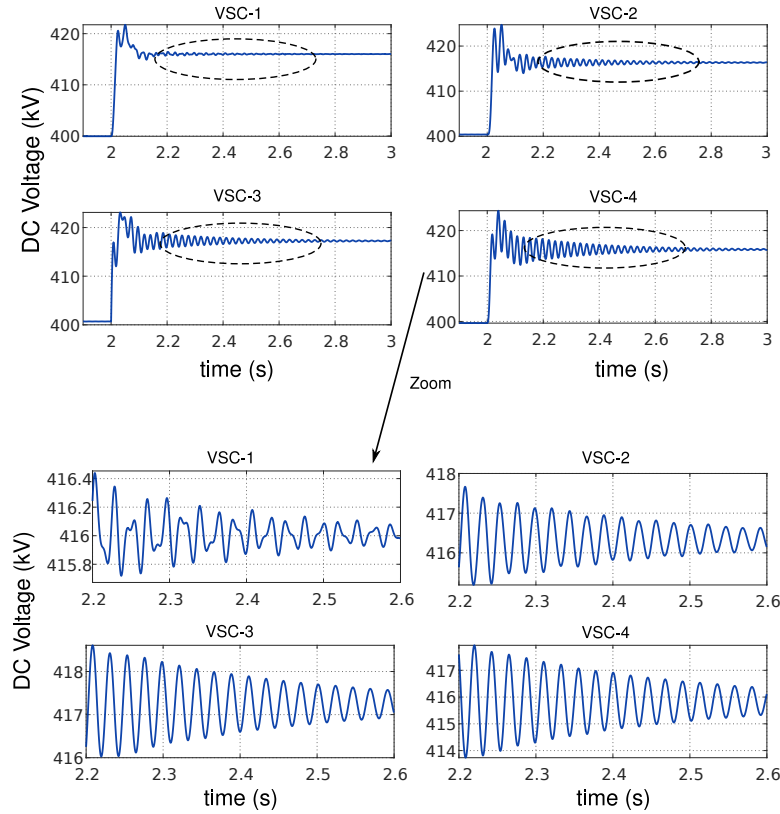 VSC-1
VSC-2
420
410
400
2 2.2 2.4 2.6 2.8 3
420
410
400
2 2.2 2.4 2.6 2.8 3
DC Voltage (kV)
VSC-3
VSC-4
420
410
400
2 2.2 2.4 2.6 2.8 3
420
410
400
2 2.2 2.4 2.6 2.8 3
time (s)
time (s)
Zoom
VSC-1
VSC-2
416.4
416.2
416
415.8
2.2 2.3 2.4 2.5 2.6
418
417
416
2.2 2.3 2.4 2.5 2.6
DC Voltage (kV)
VSC-3
VSC-4
418
417
416
2.2 2.3 2.4 2.5 2.6
417
416
415
414
2.2 2.3 2.4 2.5 2.6
time (s)
time (s)